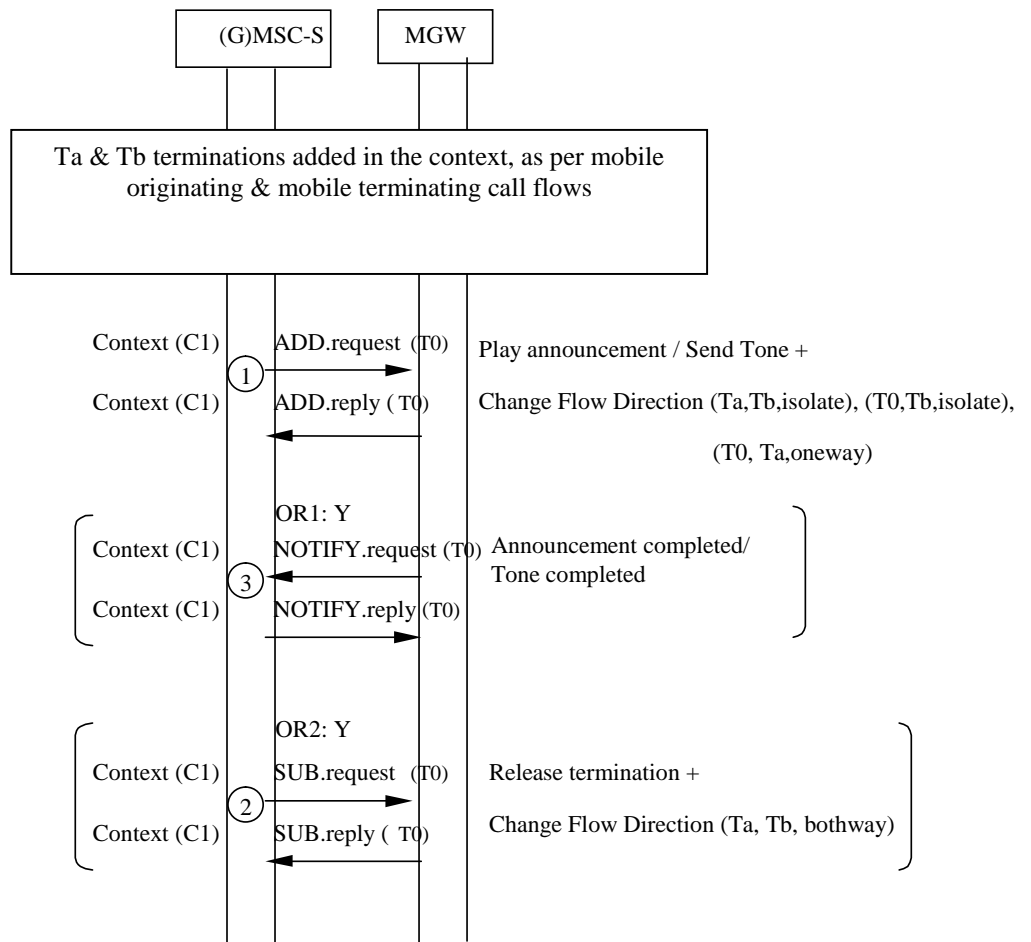 (G)MSC-S MGW
Ta & Tb terminations added in the context, as per mobile
originating & mobile terminating call flows
Context (C1) ADD.request (T0) Play announcement / Send Tone +
1
Context (C1) ADD.reply ( T0) Change Flow Direction (Ta,Tb,isolate), (T0,Tb,isolate),
(T0, Ta,oneway)
OR1: Y
Context (C1) NOTIFY.request (T0) Announcement completed/
3 Tone completed
Context (C1) NOTIFY.reply (T0)
OR2: Y
Context (C1) SUB.request (T0) Release termination +
2
Context (C1) SUB.reply ( T0) Change Flow Direction (Ta, Tb, bothway)